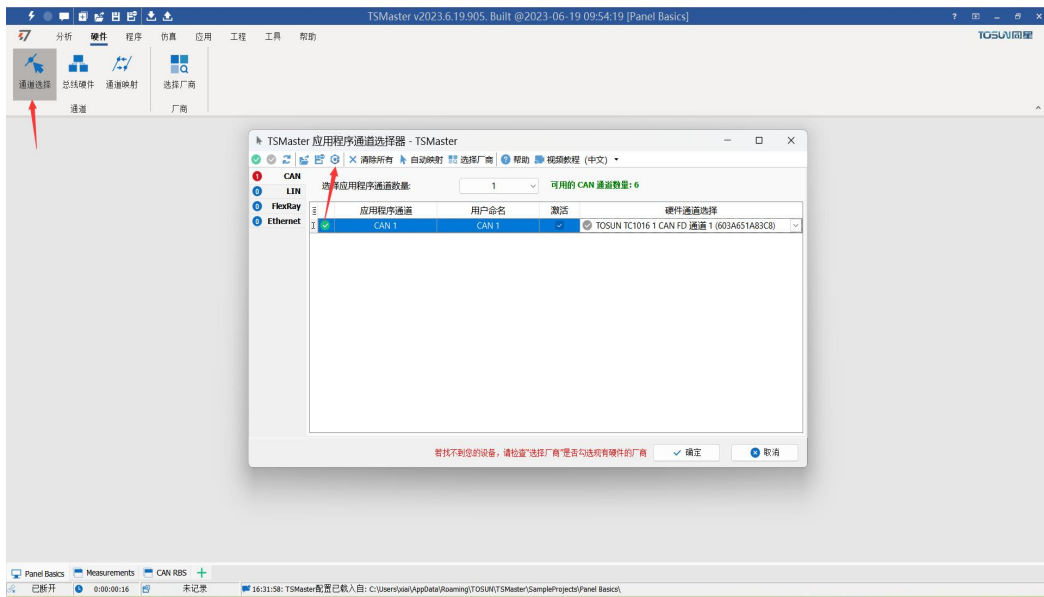 TSMaster v2023.6.19.905. Built @2023-06-19 09:54:19 [Panel Basics]
分析 硬件 程序 仿真 应用 工程 工具 帮助
TOSUN同星
通道选择 总线硬件 通道映射 选择厂商
通道 厂商
TSMaster 应用程序通道选择器 - TSMaster
清除所有 自动映射 选择厂商 帮助 视频教程 (中文)
1 CAN
0 LIN
0 FlexRay
0 Ethernet
选择应用程序通道数量: 1 可用的 CAN 通道数量: 6
应用程序通道 用户命名 激活 硬件通道选择
CAN 1 CAN 1 TOSUN TC1016 1 CAN FD 通道 1 (603A651A83C8)
若找不到您的设备，请检查"选择厂商"是否勾选现有硬件的厂商 确定 取消
Panel Basics Measurements CAN RBS
已断开 0:00:00:16 未记录 16:31:58: TSMaster配置已载入自: C:\Users\xiai\AppData\Roaming\TOSUN\TSMaster\SampleProjects\Panel Basics\